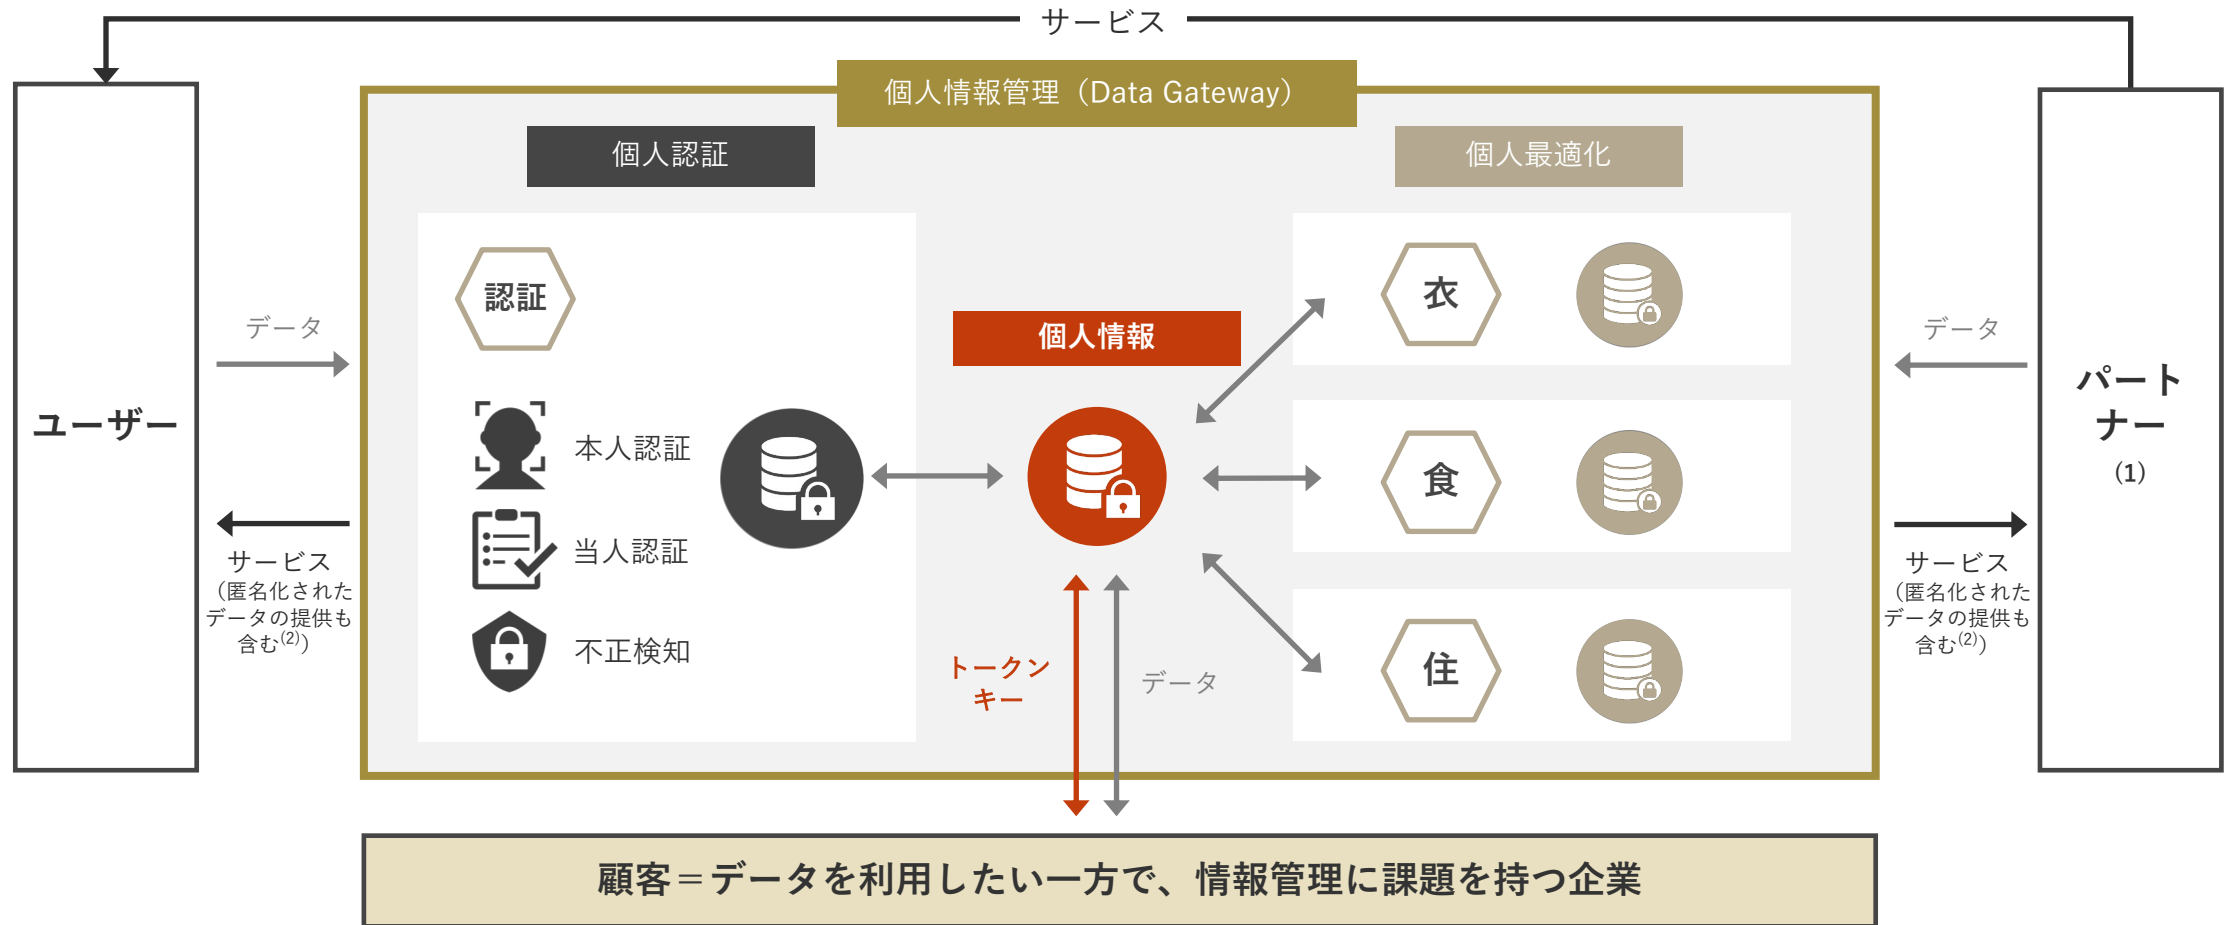 サービス
個人情報管理（Data Gateway）
個人認証
個人最適化
認証
本人認証
当人認証
不正検知
個人情報
衣
食
住
データ
ユーザー
サービス
（匿名化された
データの提供も
含む(2)）
トークン
キー
データ
データ
パート
ナー
(1)
サービス
（匿名化された
データの提供も
含む(2)）
顧客＝データを利用したい一方で、情報管理に課題を持つ企業